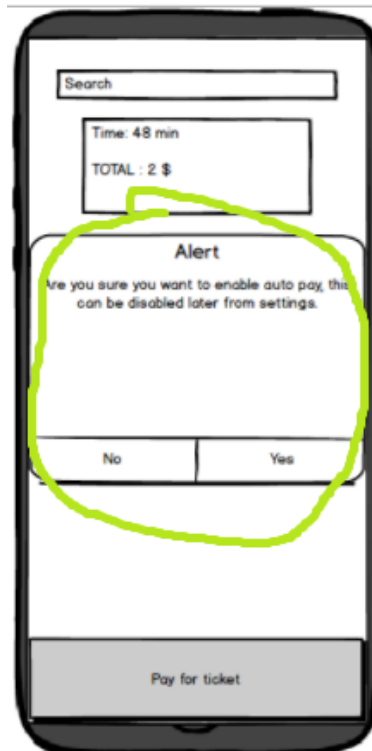 Search
Time: 48 min
TOTAL : 2 $
Alert
Are you sure you want to enable auto pay, this
can be disabled later from settings.
No
Yes
Pay for ticket